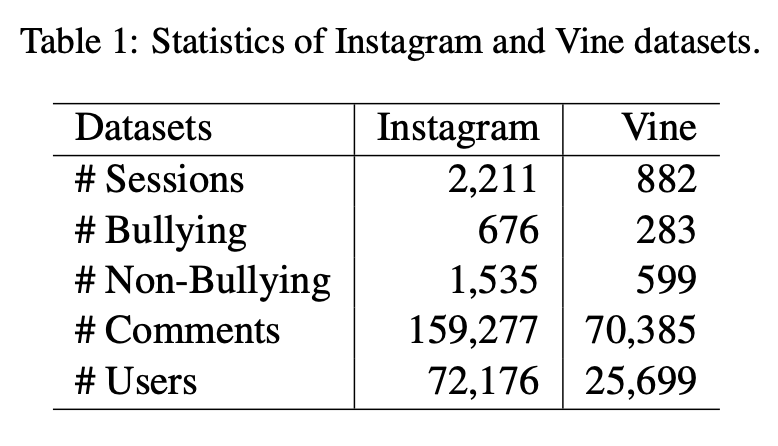 Table 1: Statistics of Instagram and Vine datasets.
Datasets Instagram Vine
# Sessions 2,211 882
# Bullying 676 283
# Non-Bullying 1,535 599
# Comments 159,277 70,385
# Users 72,176 25,699